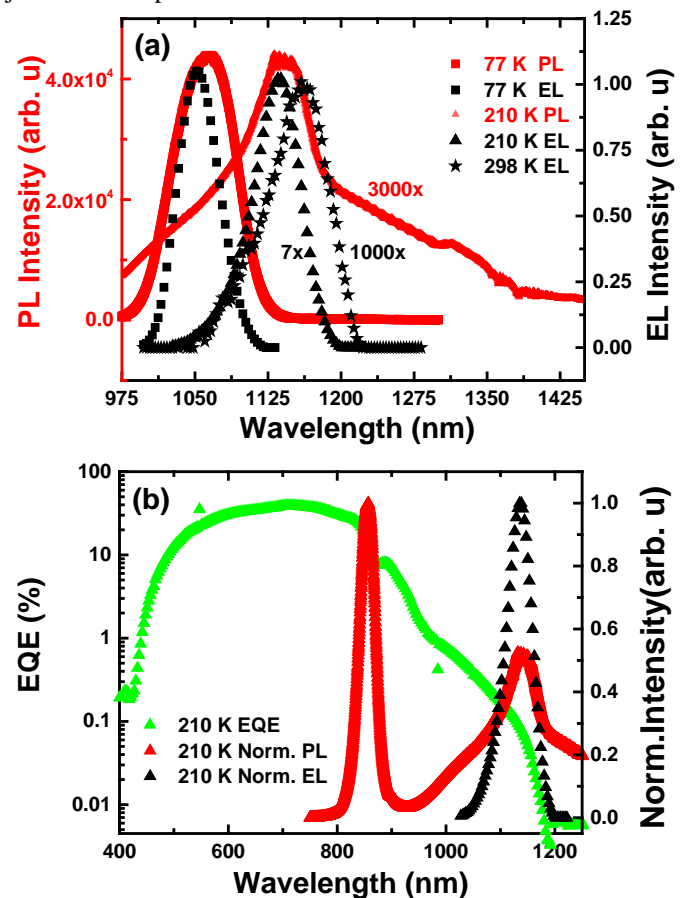 (a)
77 K PL
77 K EL
210 K PL
210 K EL
298 K EL
3000x
7x
1000x
4.0x10⁴
2.0x10⁴
0.0
PL Intensity (arb. u)
1.25
1.00
0.75
0.50
0.25
0.00
EL Intensity (arb. u)
975 1050 1125 1200 1275 1350 1425
Wavelength (nm)
(b)
100
10
1
0.1
0.01
EQE (%)
210 K EQE
210 K Norm. PL
210 K Norm. EL
1.0
0.8
0.6
0.4
0.2
0.0
Norm.Intensity(arb. u)
400 600 800 1000 1200
Wavelength (nm)